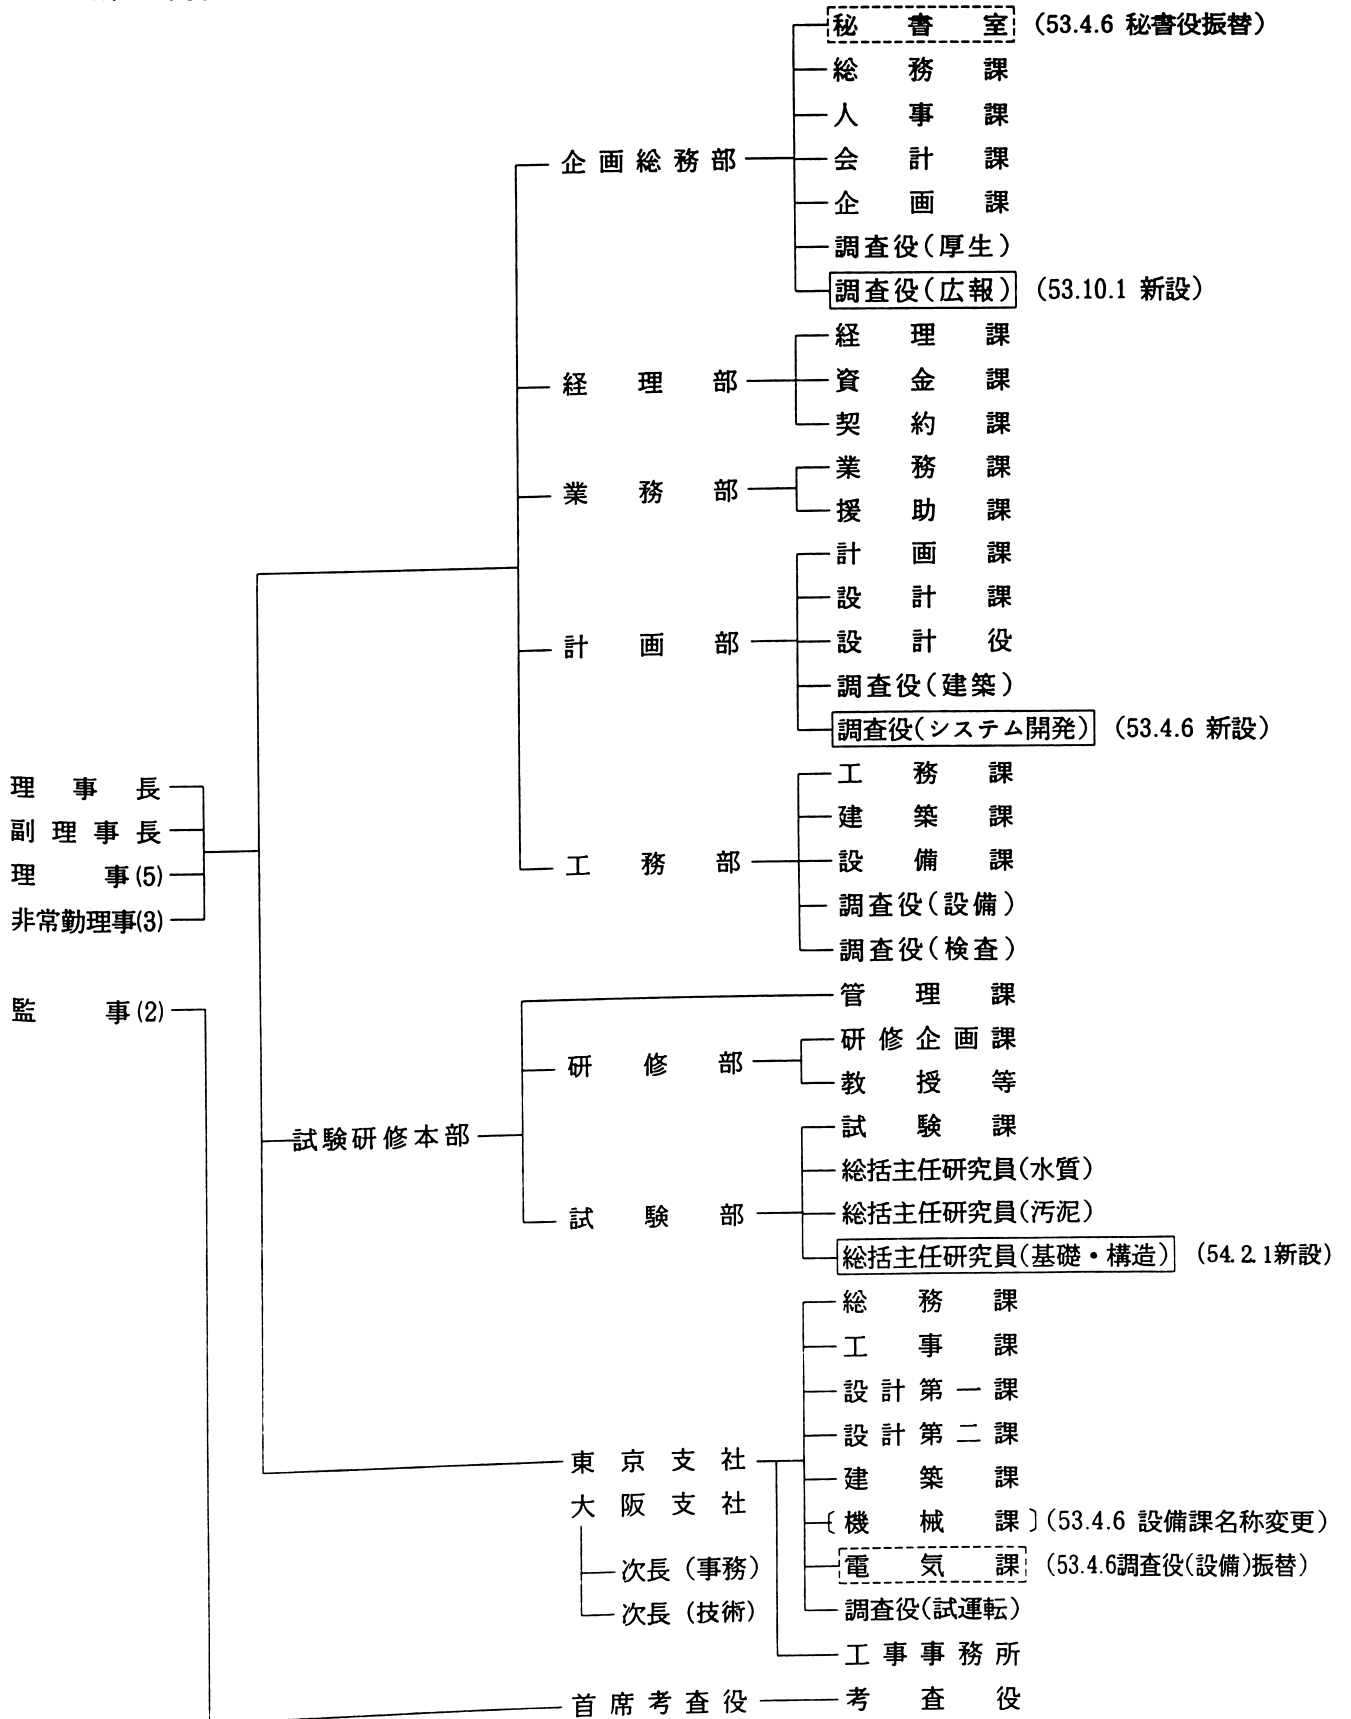 秘書室 (53.4.6 秘書役振替)
総務課
人事課
企画総務部 会計課
企画課
調査役(厚生)
調査役(広報) (53.10.1 新設)
経理課
経理部 資金課
契約課
業務課
業務部
援助課
計画課
設計課
計画部 設計役
調査役(建築)
調査役(システム開発) (53.4.6 新設)
工務課
理事長
建築課
副理事長
工務部 設備課
理事(5)
調査役(設備)
非常勤理事(3)
調査役(検査)
管理課
監事(2)
研修企画課
研修部
教授等
試験課
試験研修本部
総括主任研究員(水質)
試験部 総括主任研究員(汚泥)
総括主任研究員(基礎・構造) (54.2.1新設)
総務課
工事課
設計第一課
設計第二課
東京支社
建築課
大阪支社
〔機械課〕(53.4.6 設備課名称変更)
次長(事務) 電気課 (53.4.6調査役(設備)振替)
次長(技術) 調査役(試運転)
工事事務所
首席考査役 考査役